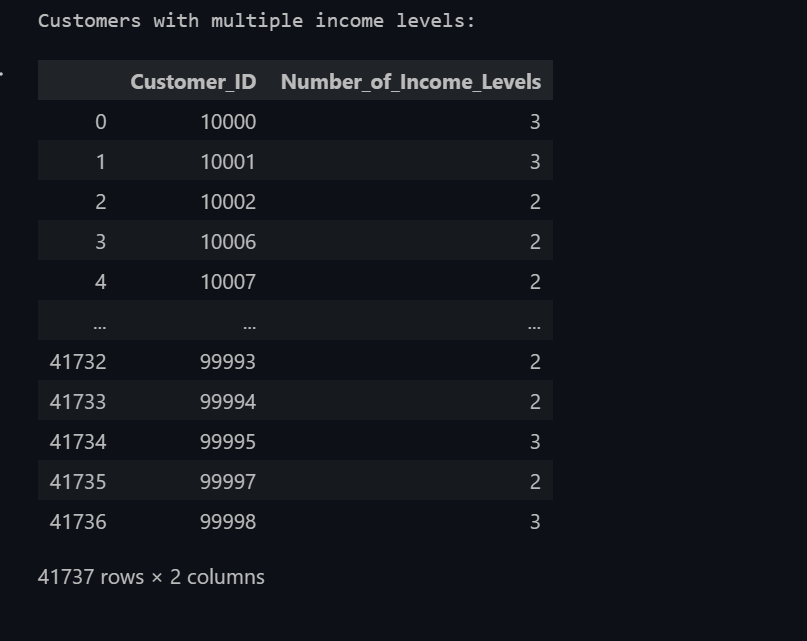 Customers with multiple income levels:
Customer_ID Number_of_Income_Levels
0 10000 3
1 10001 3
2 10002 2
3 10006 2
4 10007 2
... ... ...
41732 99993 2
41733 99994 2
41734 99995 3
41735 99997 2
41736 99998 3
41737 rows × 2 columns